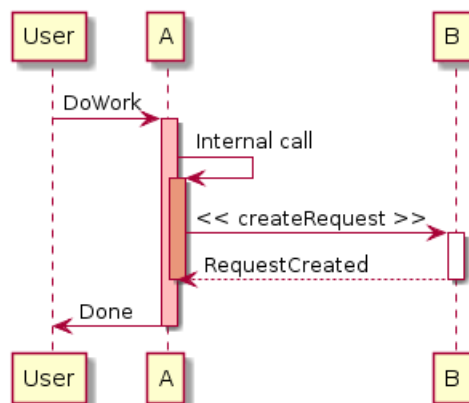 User A B
DoWork
Internal call
<< createRequest >>
RequestCreated
Done
User A B